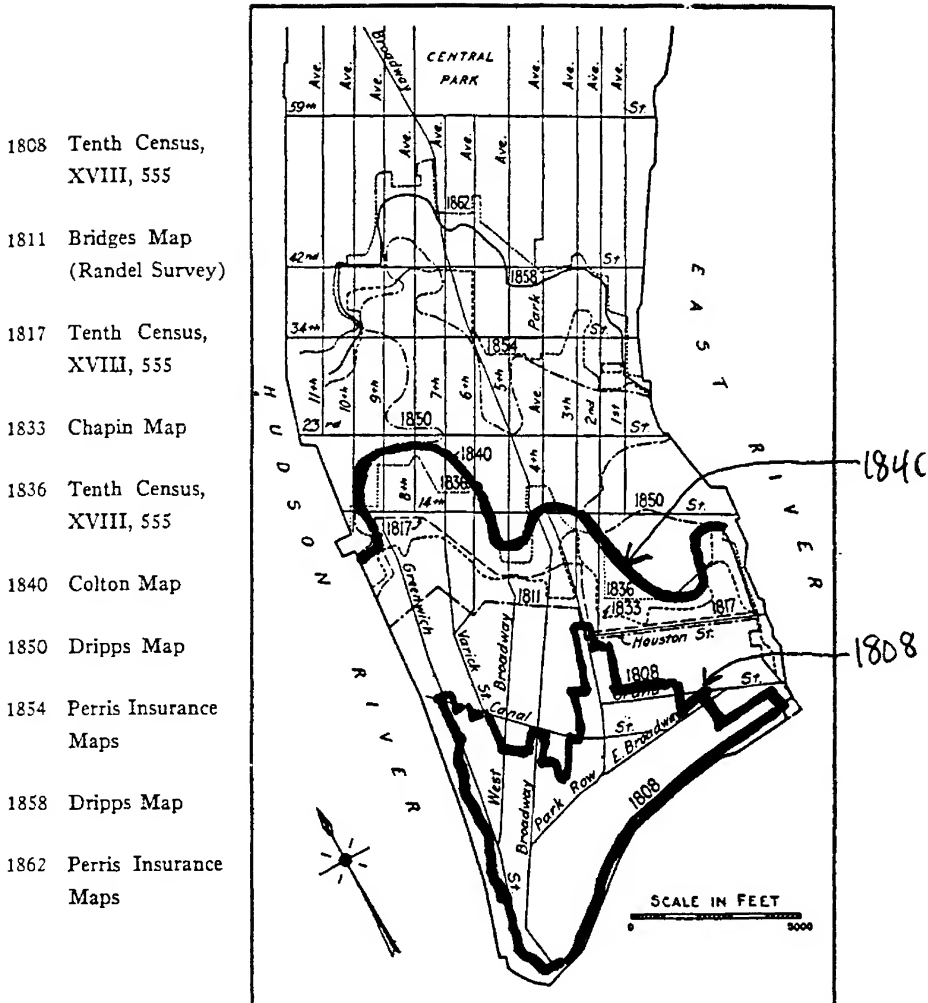 1808 Tenth Census,
XVIII, 555
1811 Bridges Map
(Randel Survey)
1817 Tenth Census,
XVIII, 555
1833 Chapin Map
1836 Tenth Census,
XVIII, 555
1840 Colton Map
1850 Dripps Map
1854 Perris Insurance
Maps
1858 Dripps Map
1862 Perris Insurance
Maps
Broadway
CENTRAL
PARK
Ave.
Ave.
Ave.
Ave.
Ave.
Ave.
Ave.
59th
St.
Ave.
Ave.
Ave.
Ave.
1862
42nd
St.
1858
Park
34th
St.
1854
11th
10th
9th
7th
6th
5th
Ave
3rd
2nd
1st
23rd
1850
St.
1840
4th
8th
1836
14th
1850
St.
1840
1817
1836
1811
1833
1817
Houston St.
Greenwich
Varick
St.
Broadway
1808
Grand
St.
1808
Canal
St.
E. Broadway
West
Broadway
St.
Park Row
1808
HUDSON
RIVER
EAST
RIVER
SCALE IN FEET
0 5000